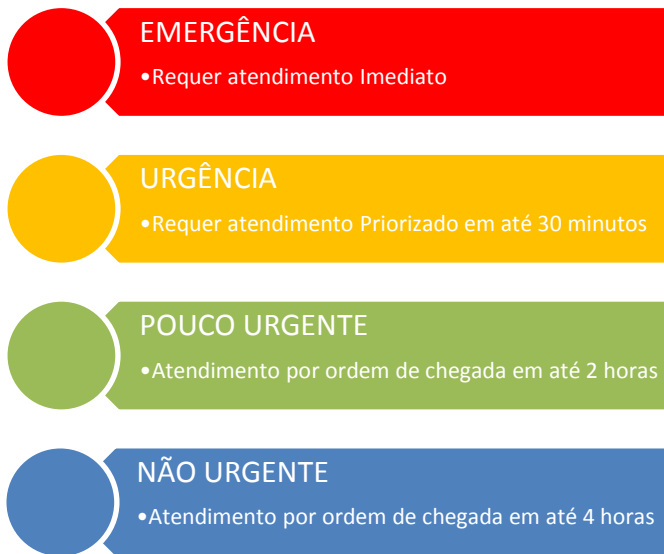 EMERGÊNCIA
•Requer atendimento Imediato
URGÊNCIA
•Requer atendimento Priorizado em até 30 minutos
POUCO URGENTE
•Atendimento por ordem de chegada em até 2 horas
NÃO URGENTE
•Atendimento por ordem de chegada em até 4 horas